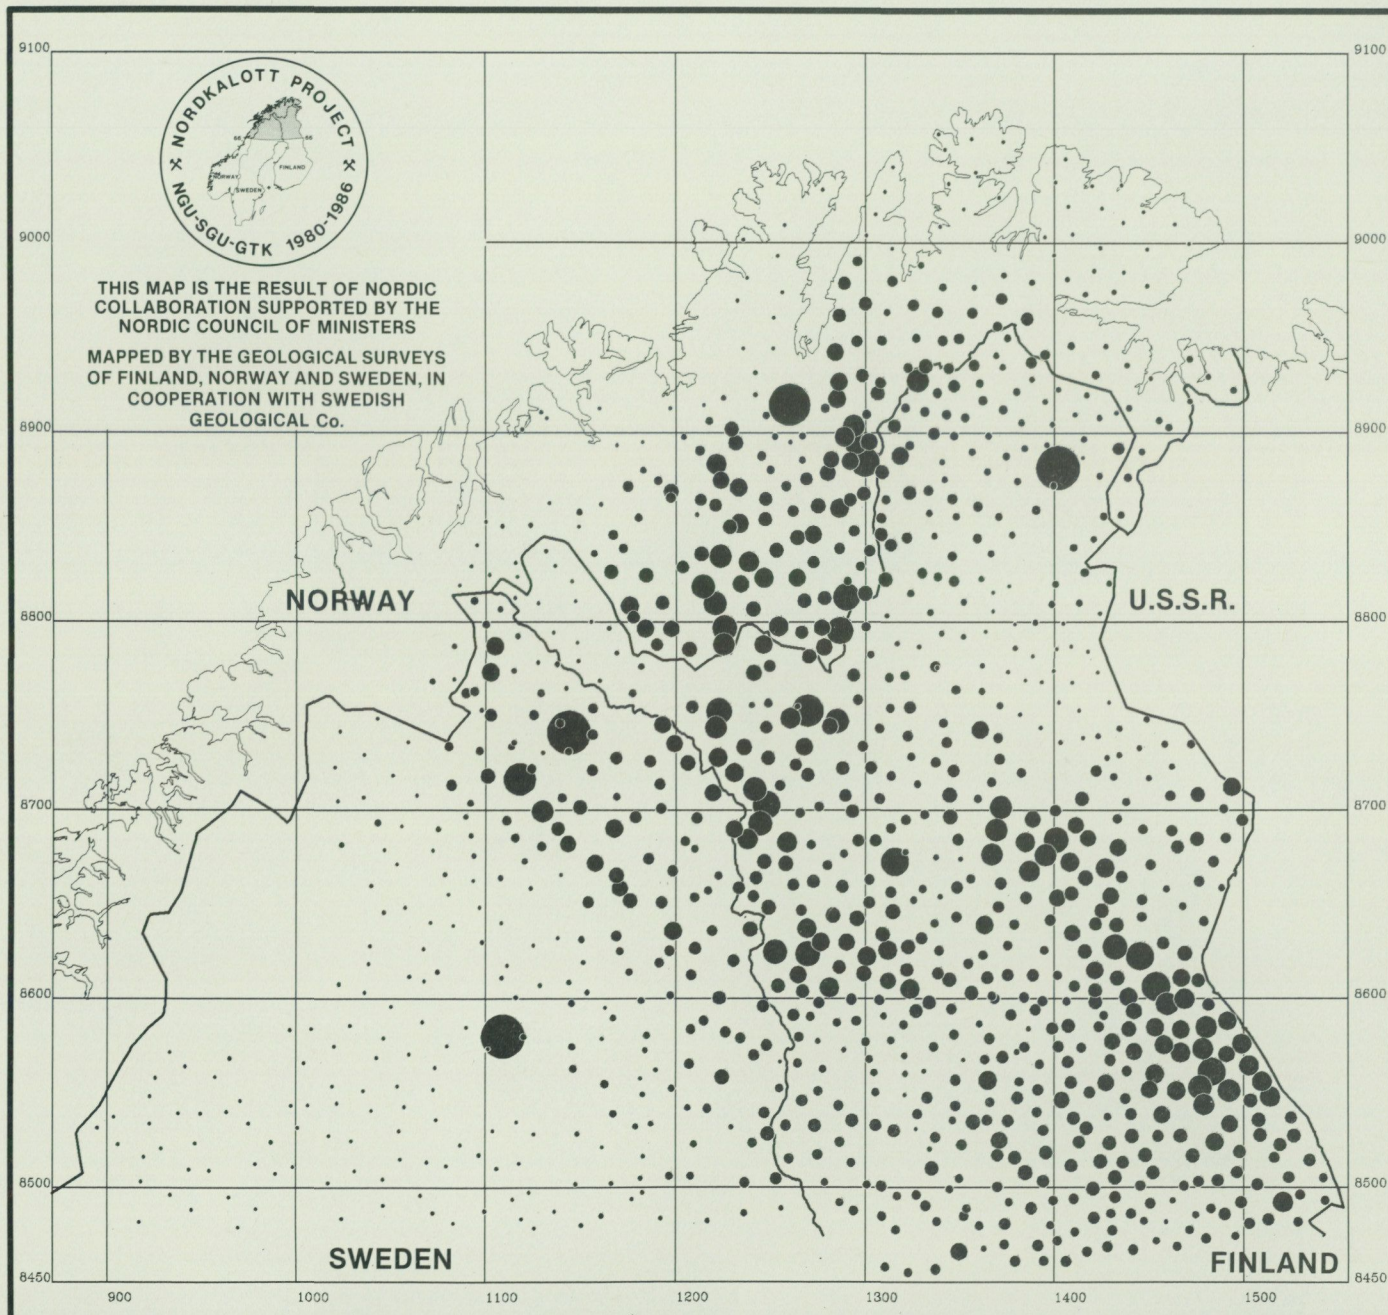 9100
9100
NORDKALOTT PROJECT
66
66
FINLAND
NORWAY
SWEDEN
NGU-SGU-GTK 1980-1986
9000
9000
THIS MAP IS THE RESULT OF NORDIC
COLLABORATION SUPPORTED BY THE
NORDIC COUNCIL OF MINISTERS
MAPPED BY THE GEOLOGICAL SURVEYS
OF FINLAND, NORWAY AND SWEDEN, IN
COOPERATION WITH SWEDISH
GEOLOGICAL Co.
8900
8900
NORWAY
U.S.S.R.
8800
8800
8700
8700
8600
8600
8500
8500
SWEDEN
FINLAND
8450
8450
900
1000
1100
1200
1300
1400
1500